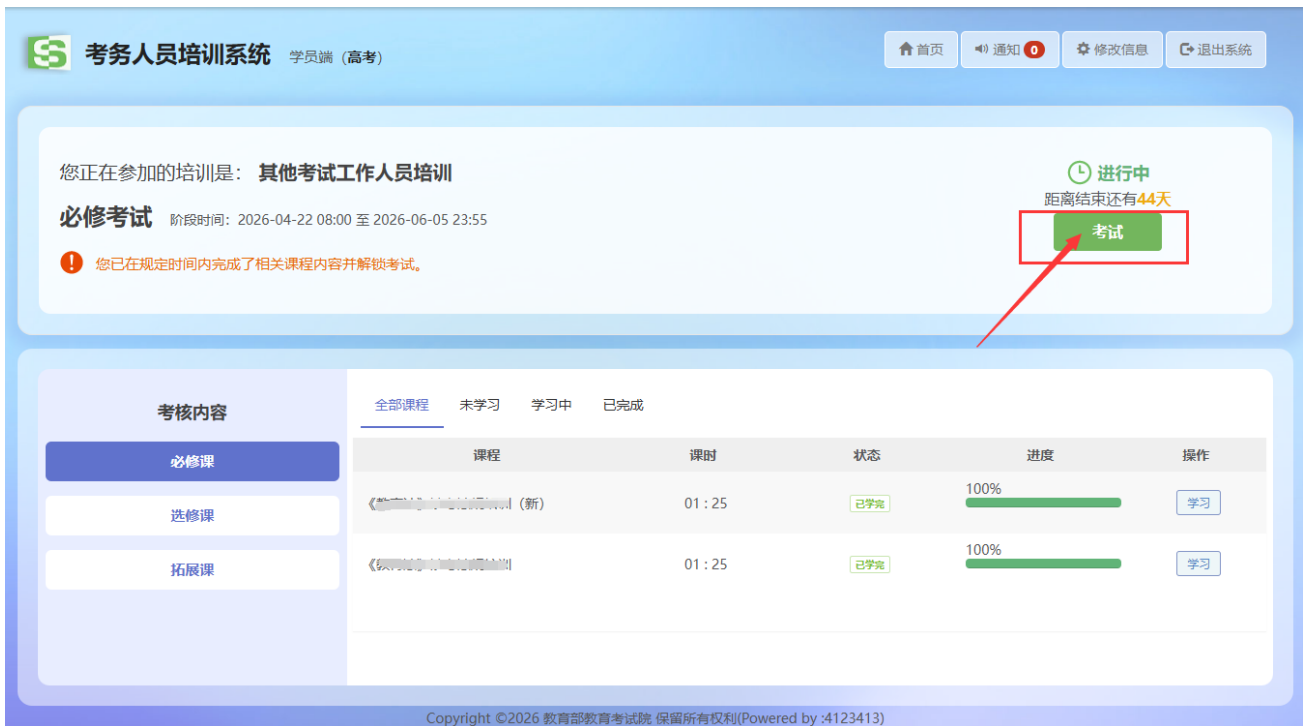 考务人员培训系统 学员端（高考） 首页 通知 0 修改信息 退出系统
您正在参加的培训是： 其他考试工作人员培训
进行中
必修考试 阶段时间：2026-04-22 08:00 至 2026-06-05 23:55
距离结束还有44天
考试
您已在规定时间内完成了相关课程内容并解锁考试。
考核内容
必修课
选修课
拓展课
全部课程 未学习 学习中 已完成
课程 课时 状态 进度 操作
（新） 01：25 已学完 100% 学习
01：25 已学完 100% 学习
Copyright ©2026 教育部教育考试院 保留所有权利(Powered by :4123413)